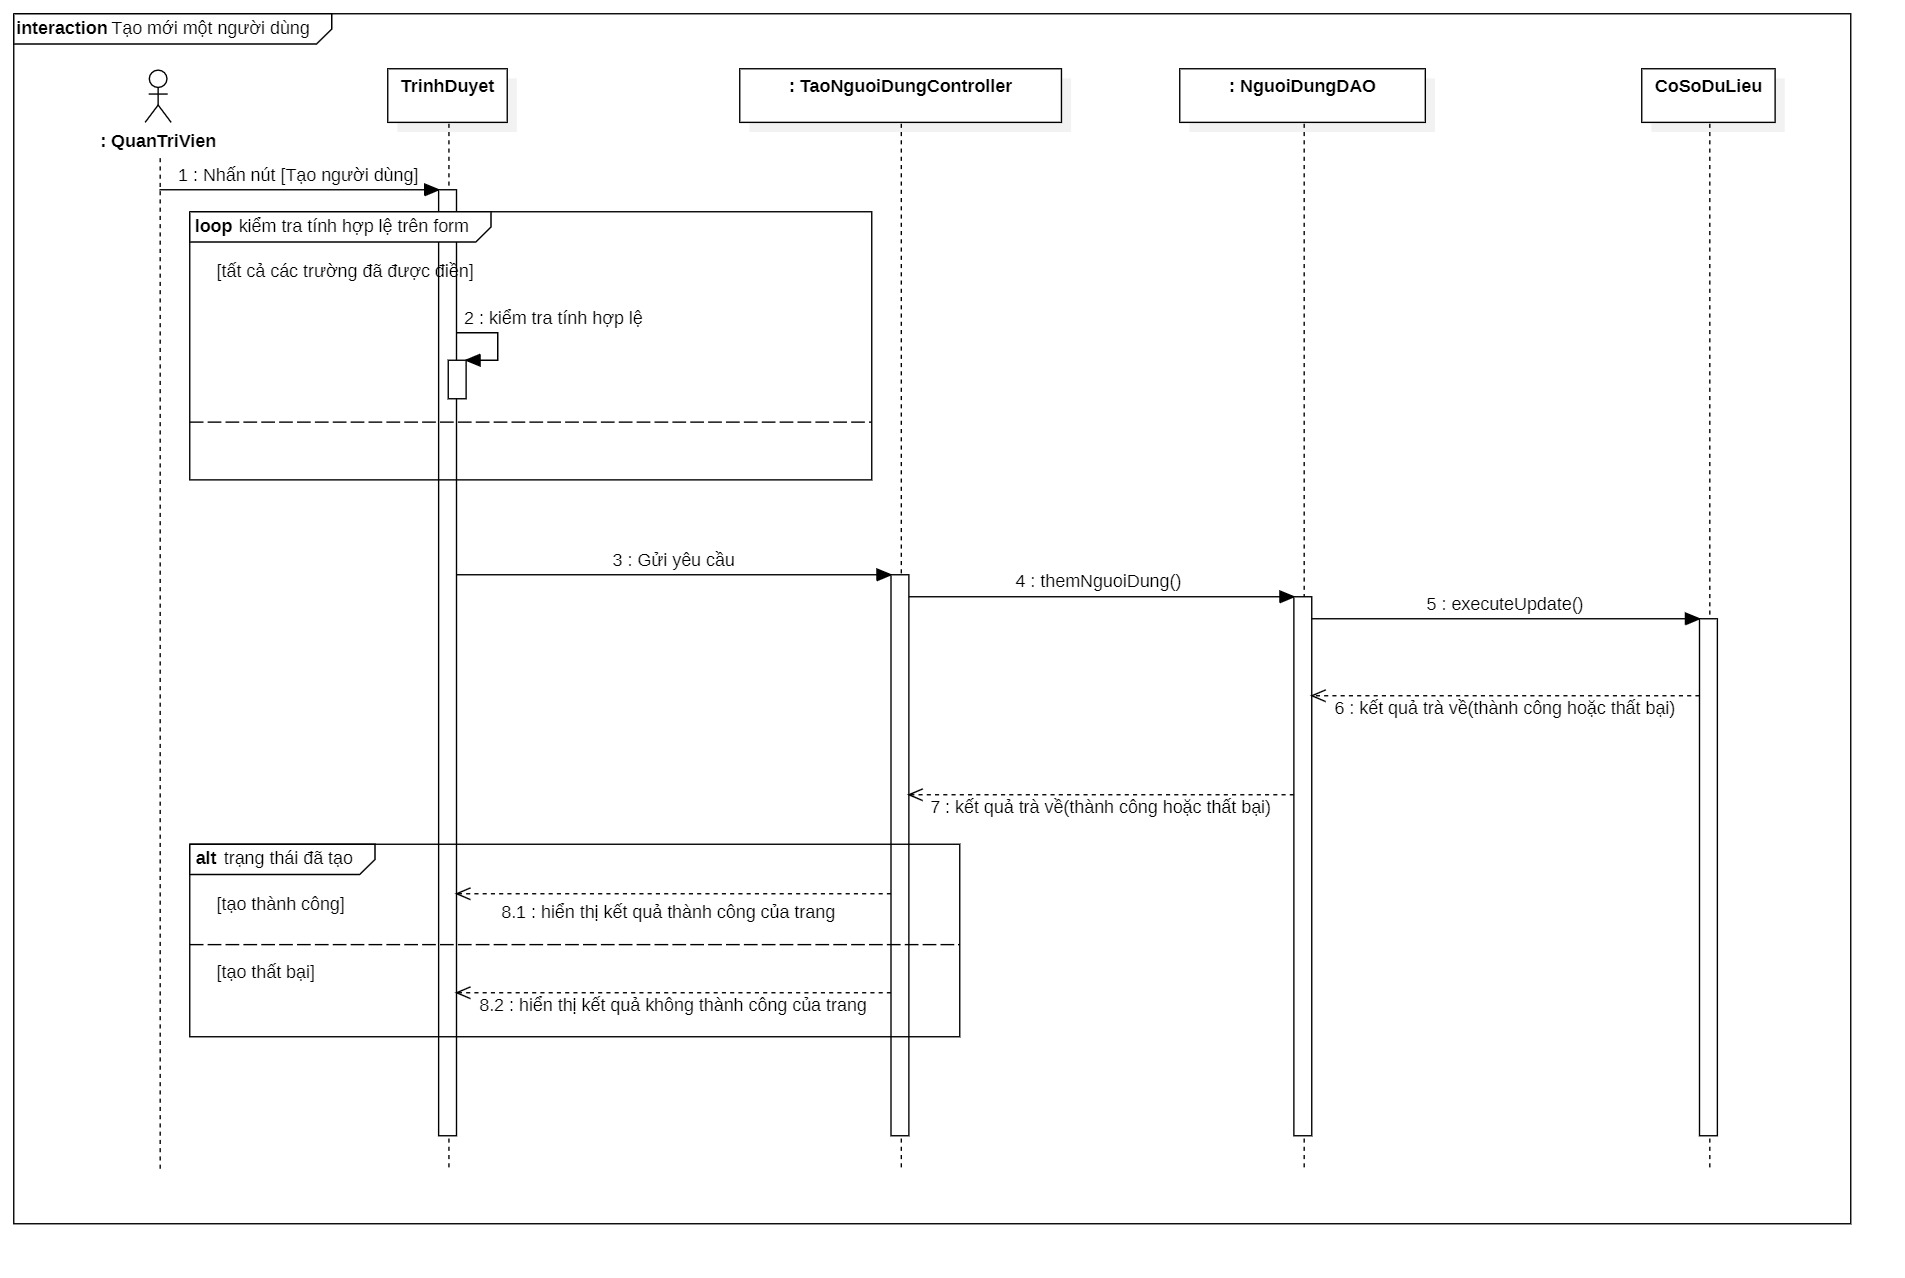 interaction Tạo mới một người dùng
TrinhDuyet
: TaoNguoiDungController
: NguoiDungDAO
CoSoDuLieu
: QuanTriVien
1 : Nhấn nút [Tạo người dùng]
loop kiểm tra tính hợp lệ trên form
[tất cả các trường đã được điền]
2 : kiểm tra tính hợp lệ
3 : Gửi yêu cầu
4 : themNguoiDung()
5 : executeUpdate()
6 : kết quả trà về(thành công hoặc thất bại)
7 : kết quả trà về(thành công hoặc thất bại)
alt trạng thái đã tạo
[tạo thành công]
8.1 : hiển thị kết quả thành công của trang
[tạo thất bại]
8.2 : hiển thị kết quả không thành công của trang